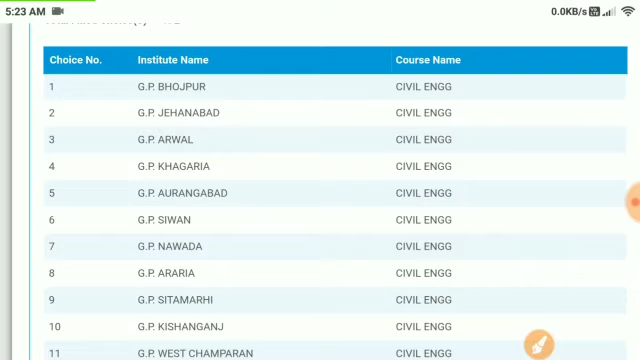 5:23 AM 0.0KB/s
Choice No. Institute Name Course Name
1 G.P. BHOJPUR CIVIL ENGG
2 G.P. JEHANABAD CIVIL ENGG
3 G.P. ARWAL CIVIL ENGG
4 G.P. KHAGARIA CIVIL ENGG
5 G.P. AURANGABAD CIVIL ENGG
6 G.P. SIWAN CIVIL ENGG
7 G.P. NAWADA CIVIL ENGG
8 G.P. ARARIA CIVIL ENGG
9 G.P. SITAMARHI CIVIL ENGG
10 G.P. KISHANGANJ CIVIL ENGG
11 G.P. WEST CHAMPARAN CIVIL ENGG